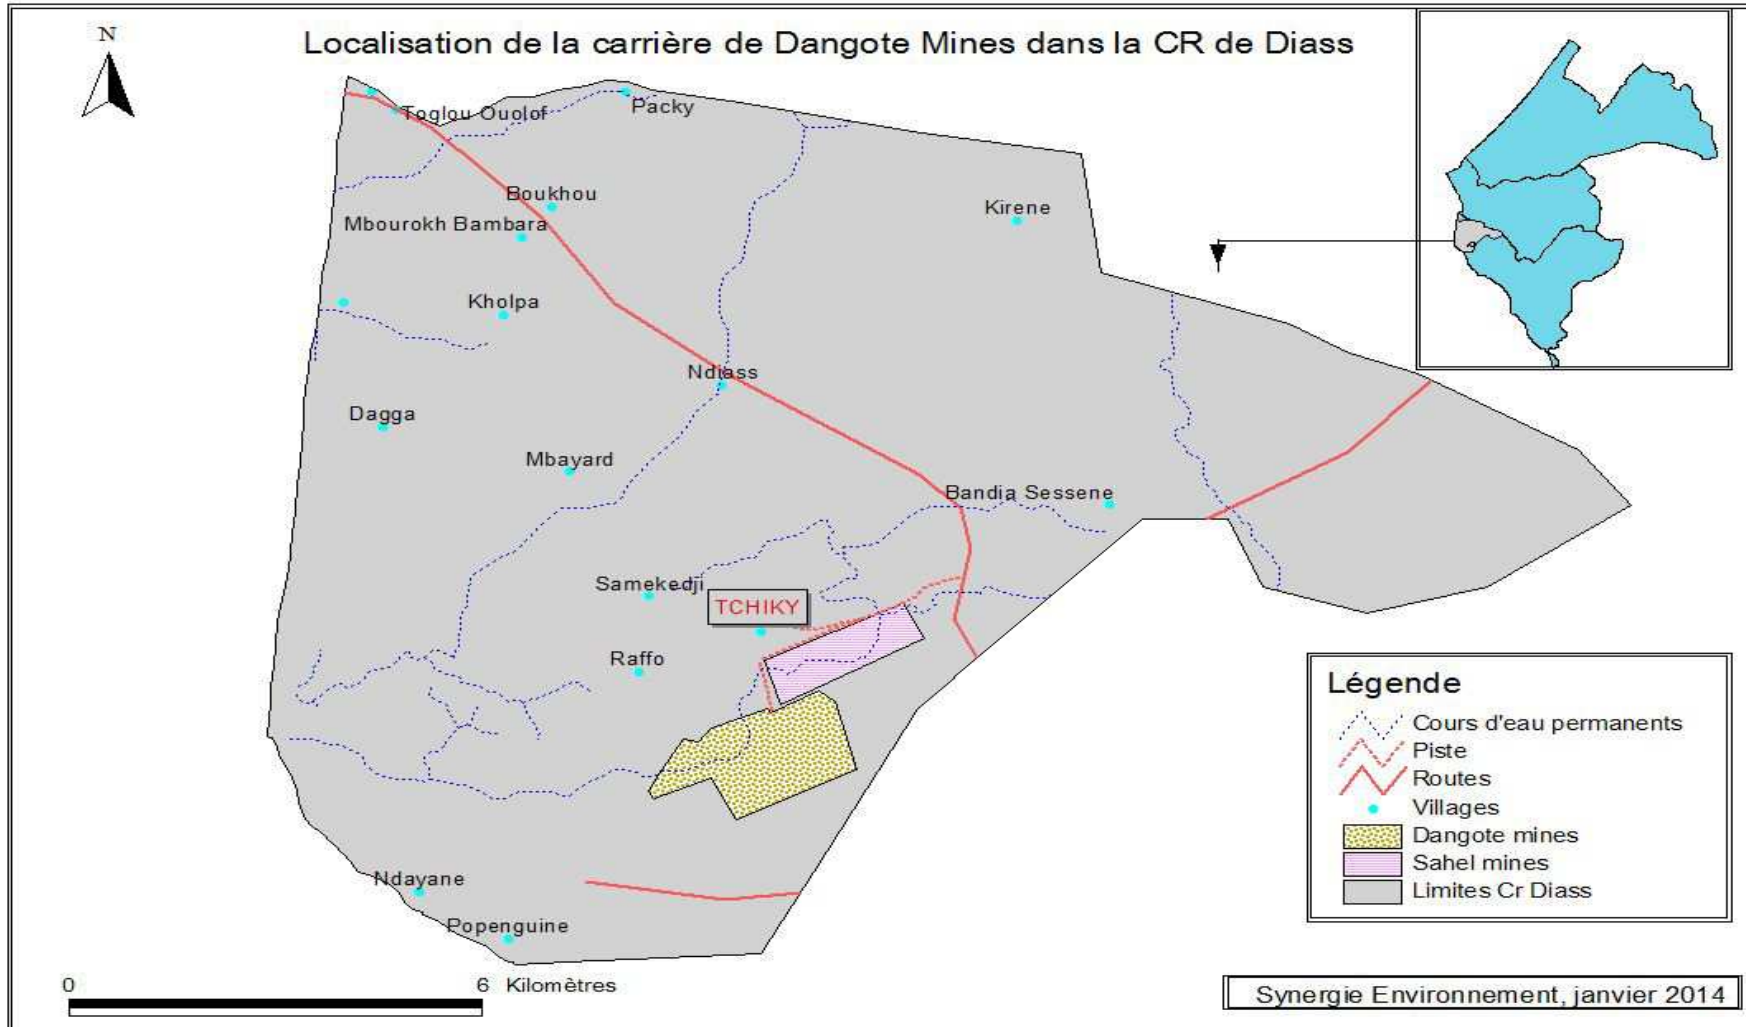 N
Localisation de la carrière de Dangote Mines dans la CR de Diass
Toglou Ouolof
Packy
Boukhou
Mbourokh Bambara
Kirene
Kholpa
Ndiass
Dagga
Mbayard
Bandia Sessene
Samekedji
TCHIKY
Raffo
Ndayane
Popenguine
Légende
Cours d'eau permanents
Piste
Routes
Villages
Dangote mines
Sahel mines
Limites Cr Diass
0 6 Kilomètres
Synergie Environnement, janvier 2014